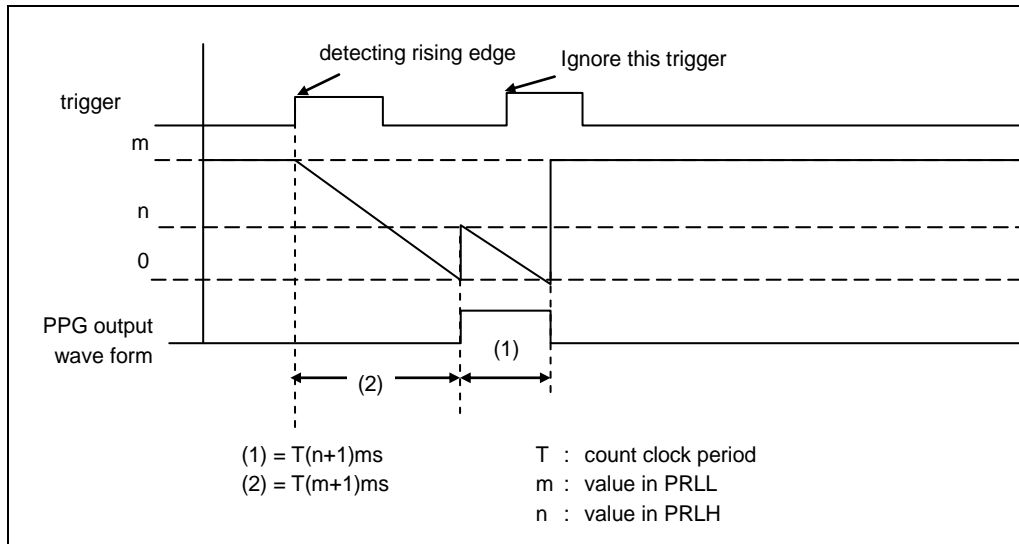 detecting rising edge
Ignore this trigger
trigger
m
n
0
PPG output
wave form
(1)
(2)
(1) = T(n+1)ms
(2) = T(m+1)ms
T : count clock period
m : value in PRLL
n : value in PRLH